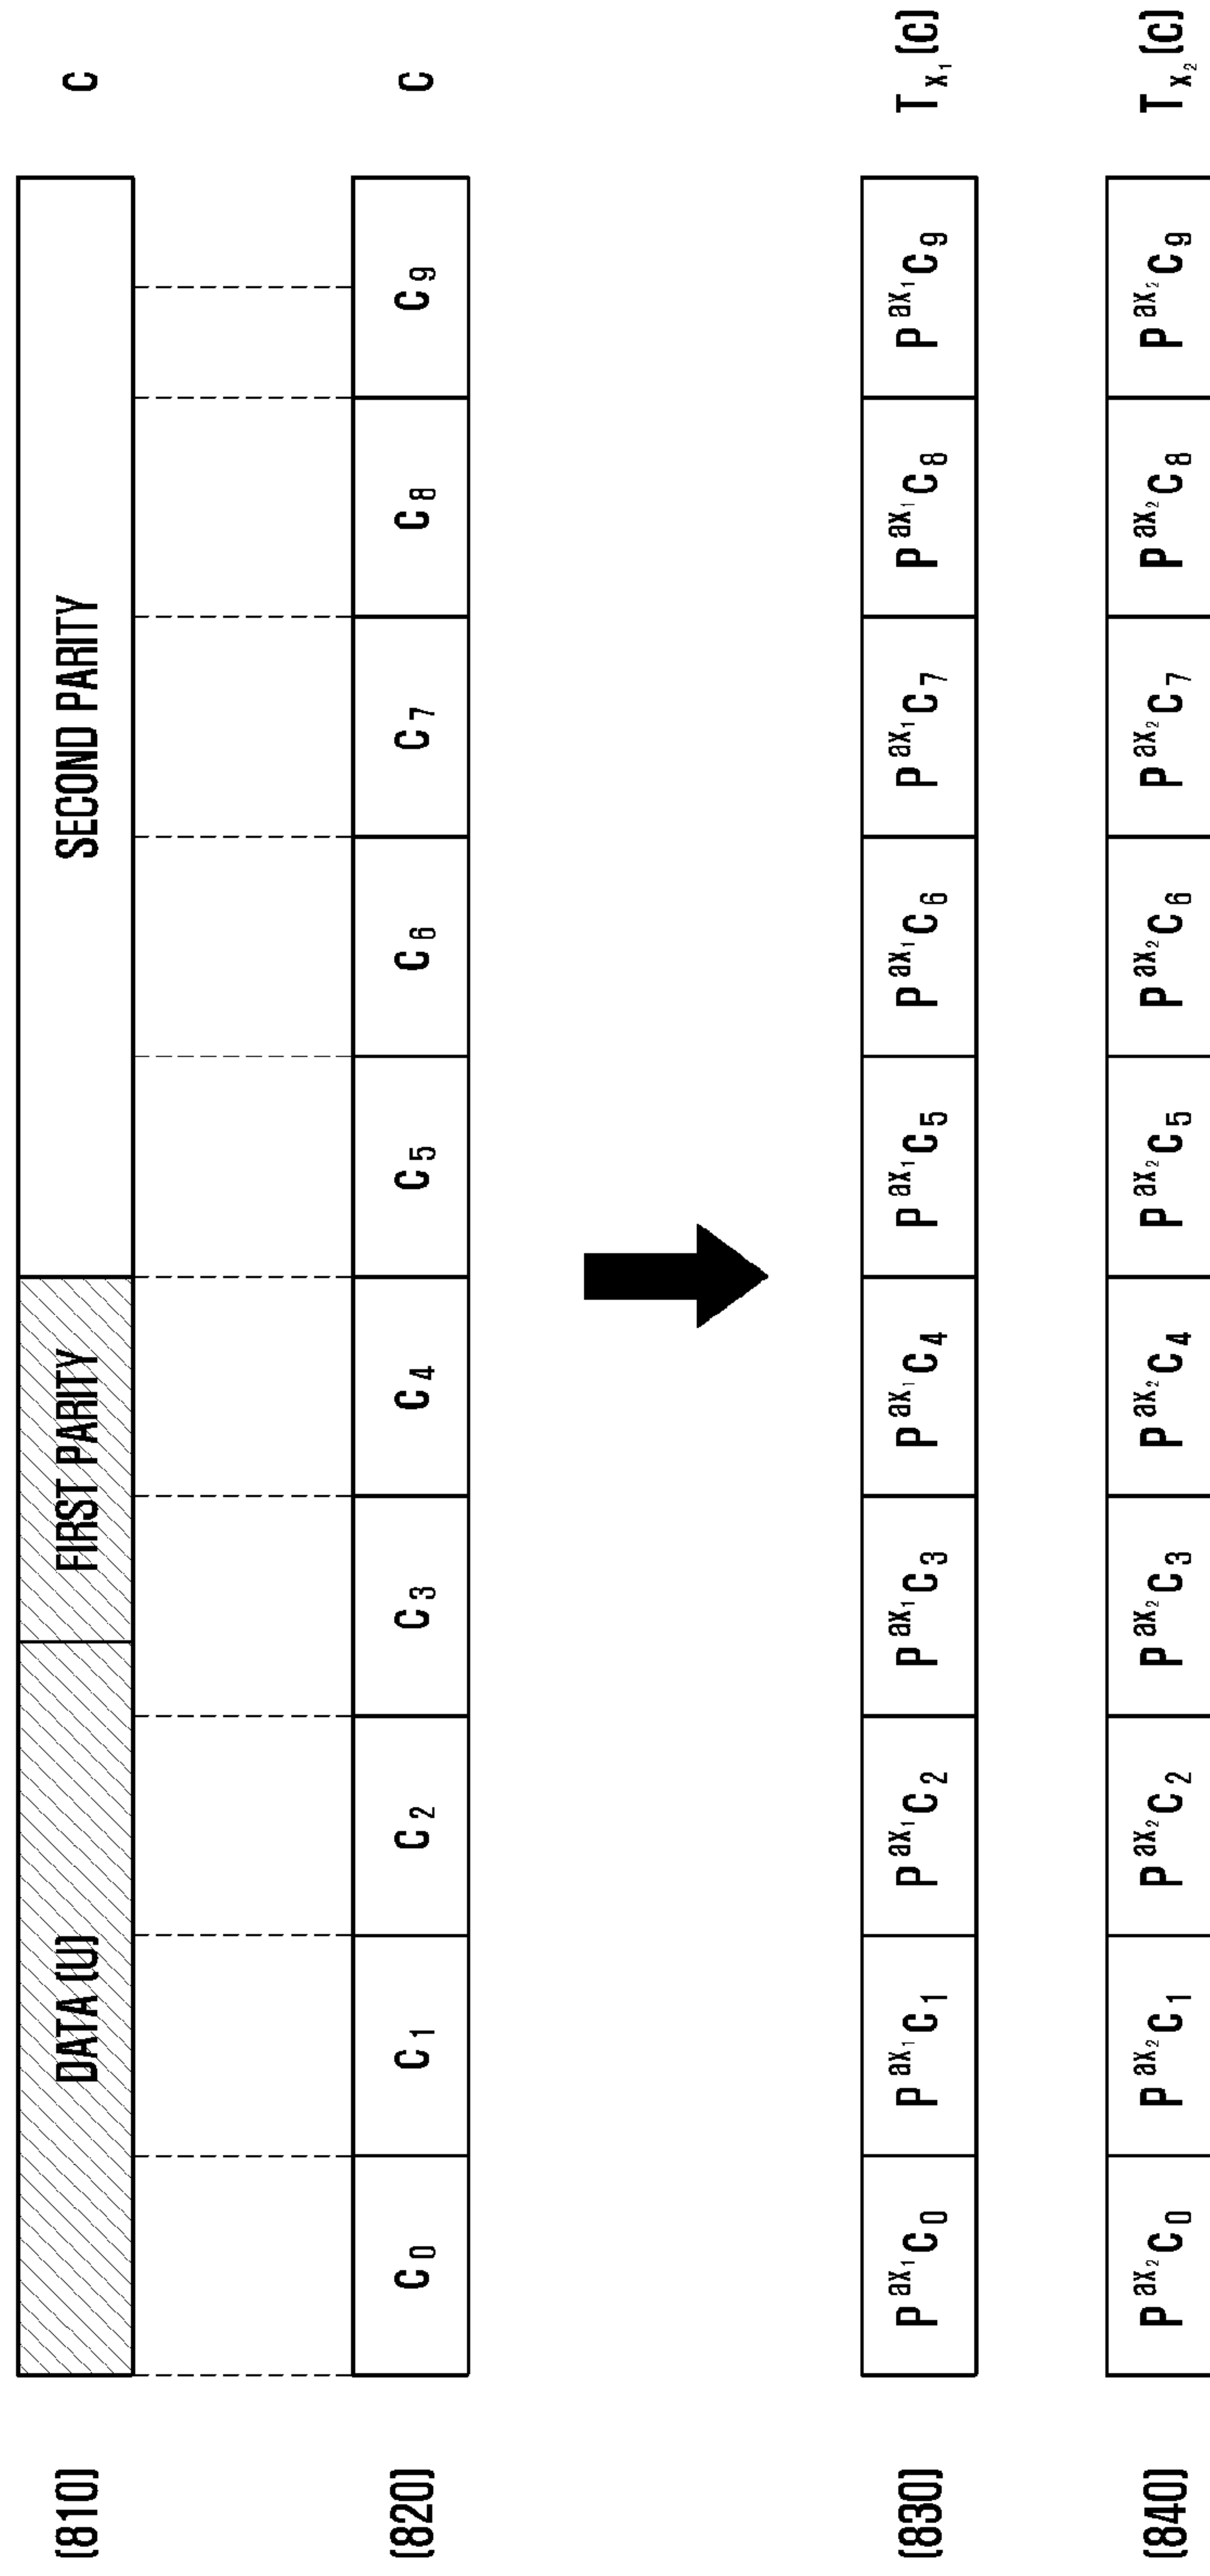 (810) DATA (U) FIRST PARITY SECOND PARITY C
(820) C0 C1 C2 C3 C4 C5 C6 C7 C8 C9 C
(830) P^ax₁C0 P^ax₁C1 P^ax₁C2 P^ax₁C3 P^ax₁C4 P^ax₁C5 P^ax₁C6 P^ax₁C7 P^ax₁C8 P^ax₁C9 Tx₁(C)
(840) P^ax₂C0 P^ax₂C1 P^ax₂C2 P^ax₂C3 P^ax₂C4 P^ax₂C5 P^ax₂C6 P^ax₂C7 P^ax₂C8 P^ax₂C9 Tx₂(C)